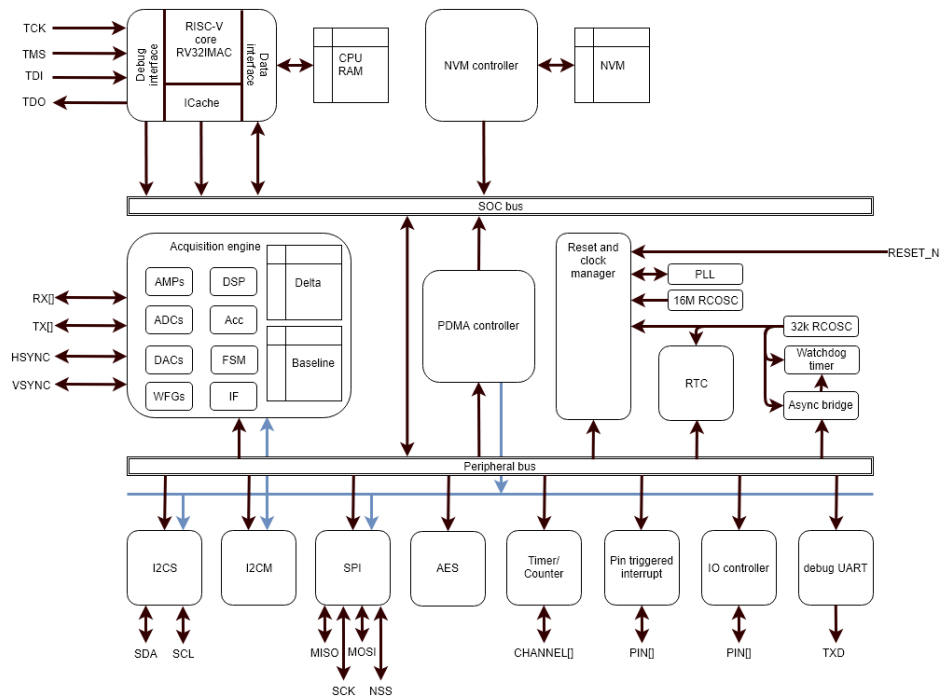 TCK
TMS
TDI
TDO
Debug
interface
RISC-V
core
RV32IMAC
ICache
Data
interface
CPU
RAM
NVM controller
NVM
SOC bus
Acquisition engine
AMPs
DSP
ADCs
Acc
DACs
FSM
WFGs
IF
Delta
Baseline
RX[]
TX[]
HSYNC
VSYNC
PDMA controller
Reset and
clock
manager
RESET_N
PLL
16M RCOSC
32k RCOSC
RTC
Watchdog
timer
Async bridge
Peripheral bus
I2CS
I2CM
SPI
AES
Timer/
Counter
Pin triggered
interrupt
IO controller
debug UART
SDA
SCL
MISO
MOSI
SCK
NSS
CHANNEL[]
PIN[]
PIN[]
TXD